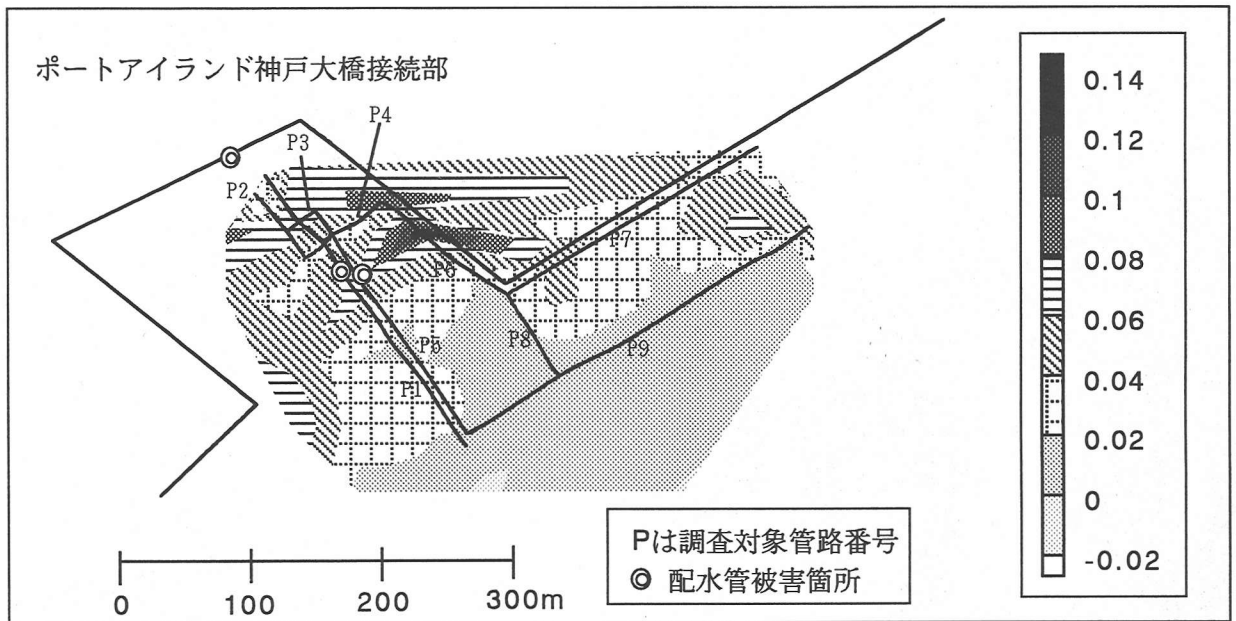 ポートアイランド神戸大橋接続部
P4
P3
P2
P7
P6
P8
P9
P5
P1
0.14
0.12
0.1
0.08
0.06
0.04
0.02
0
-0.02
Pは調査対象管路番号
◎ 配水管被害箇所
0 100 200 300m